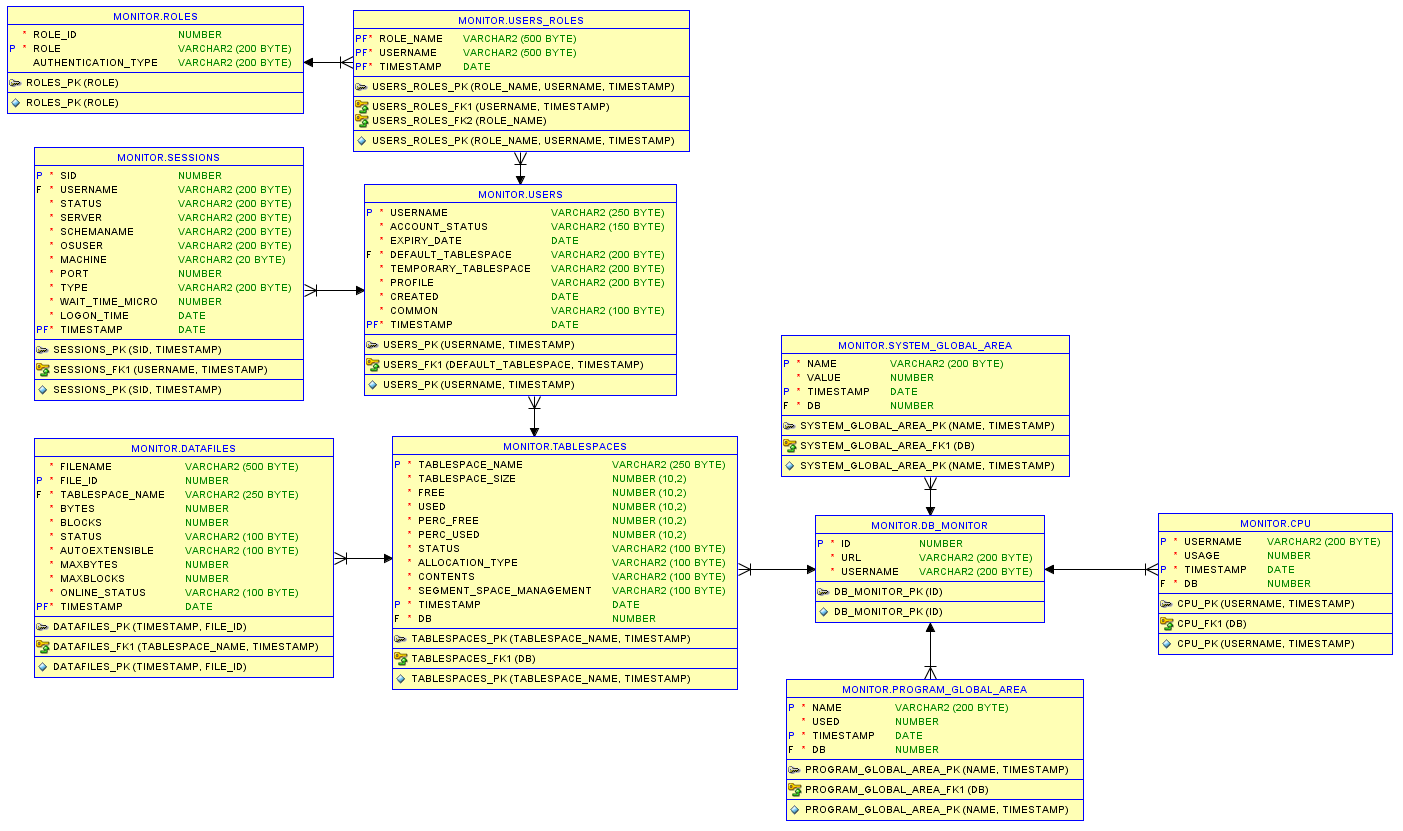 MONITOR.ROLES
* ROLE_ID NUMBER
P * ROLE VARCHAR2 (200 BYTE)
AUTHENTICATION_TYPE VARCHAR2 (200 BYTE)
ROLES_PK (ROLE)
ROLES_PK (ROLE)
MONITOR.USERS_ROLES
PF* ROLE_NAME VARCHAR2 (500 BYTE)
PF* USERNAME VARCHAR2 (500 BYTE)
PF* TIMESTAMP DATE
USERS_ROLES_PK (ROLE_NAME, USERNAME, TIMESTAMP)
USERS_ROLES_FK1 (USERNAME, TIMESTAMP)
USERS_ROLES_FK2 (ROLE_NAME)
USERS_ROLES_PK (ROLE_NAME, USERNAME, TIMESTAMP)
MONITOR.SESSIONS
P * SID NUMBER
F * USERNAME VARCHAR2 (200 BYTE)
* STATUS VARCHAR2 (200 BYTE)
* SERVER VARCHAR2 (200 BYTE)
* SCHEMANAME VARCHAR2 (200 BYTE)
* OSUSER VARCHAR2 (200 BYTE)
* MACHINE VARCHAR2 (20 BYTE)
* PORT NUMBER
* TYPE VARCHAR2 (200 BYTE)
* WAIT_TIME_MICRO NUMBER
* LOGON_TIME DATE
PF* TIMESTAMP DATE
SESSIONS_PK (SID, TIMESTAMP)
SESSIONS_FK1 (USERNAME, TIMESTAMP)
SESSIONS_PK (SID, TIMESTAMP)
MONITOR.USERS
P * USERNAME VARCHAR2 (250 BYTE)
* ACCOUNT_STATUS VARCHAR2 (150 BYTE)
* EXPIRY_DATE DATE
F * DEFAULT_TABLESPACE VARCHAR2 (200 BYTE)
* TEMPORARY_TABLESPACE VARCHAR2 (200 BYTE)
* PROFILE VARCHAR2 (200 BYTE)
* CREATED DATE
* COMMON VARCHAR2 (100 BYTE)
PF* TIMESTAMP DATE
USERS_PK (USERNAME, TIMESTAMP)
USERS_FK1 (DEFAULT_TABLESPACE, TIMESTAMP)
USERS_PK (USERNAME, TIMESTAMP)
MONITOR.SYSTEM_GLOBAL_AREA
P * NAME VARCHAR2 (200 BYTE)
* VALUE NUMBER
P * TIMESTAMP DATE
F * DB NUMBER
SYSTEM_GLOBAL_AREA_PK (NAME, TIMESTAMP)
SYSTEM_GLOBAL_AREA_FK1 (DB)
SYSTEM_GLOBAL_AREA_PK (NAME, TIMESTAMP)
MONITOR.DATAFILES
* FILENAME VARCHAR2 (500 BYTE)
P * FILE_ID NUMBER
F * TABLESPACE_NAME VARCHAR2 (250 BYTE)
* BYTES NUMBER
* BLOCKS NUMBER
* STATUS VARCHAR2 (100 BYTE)
* AUTOEXTENSIBLE VARCHAR2 (100 BYTE)
* MAXBYTES NUMBER
* MAXBLOCKS NUMBER
* ONLINE_STATUS VARCHAR2 (100 BYTE)
PF* TIMESTAMP DATE
DATAFILES_PK (TIMESTAMP, FILE_ID)
DATAFILES_FK1 (TABLESPACE_NAME, TIMESTAMP)
DATAFILES_PK (TIMESTAMP, FILE_ID)
MONITOR.TABLESPACES
P * TABLESPACE_NAME VARCHAR2 (250 BYTE)
* TABLESPACE_SIZE NUMBER (10,2)
* FREE NUMBER (10,2)
* USED NUMBER (10,2)
* PERC_FREE NUMBER (10,2)
* PERC_USED NUMBER (10,2)
* STATUS VARCHAR2 (100 BYTE)
* ALLOCATION_TYPE VARCHAR2 (100 BYTE)
* CONTENTS VARCHAR2 (100 BYTE)
* SEGMENT_SPACE_MANAGEMENT VARCHAR2 (100 BYTE)
P * TIMESTAMP DATE
F * DB NUMBER
TABLESPACES_PK (TABLESPACE_NAME, TIMESTAMP)
TABLESPACES_FK1 (DB)
TABLESPACES_PK (TABLESPACE_NAME, TIMESTAMP)
MONITOR.DB_MONITOR
P * ID NUMBER
* URL VARCHAR2 (200 BYTE)
* USERNAME VARCHAR2 (200 BYTE)
DB_MONITOR_PK (ID)
DB_MONITOR_PK (ID)
MONITOR.CPU
P * USERNAME VARCHAR2 (200 BYTE)
* USAGE NUMBER
P * TIMESTAMP DATE
F * DB NUMBER
CPU_PK (USERNAME, TIMESTAMP)
CPU_FK1 (DB)
CPU_PK (USERNAME, TIMESTAMP)
MONITOR.PROGRAM_GLOBAL_AREA
P * NAME VARCHAR2 (200 BYTE)
* USED NUMBER
P * TIMESTAMP DATE
F * DB NUMBER
PROGRAM_GLOBAL_AREA_PK (NAME, TIMESTAMP)
PROGRAM_GLOBAL_AREA_FK1 (DB)
PROGRAM_GLOBAL_AREA_PK (NAME, TIMESTAMP)